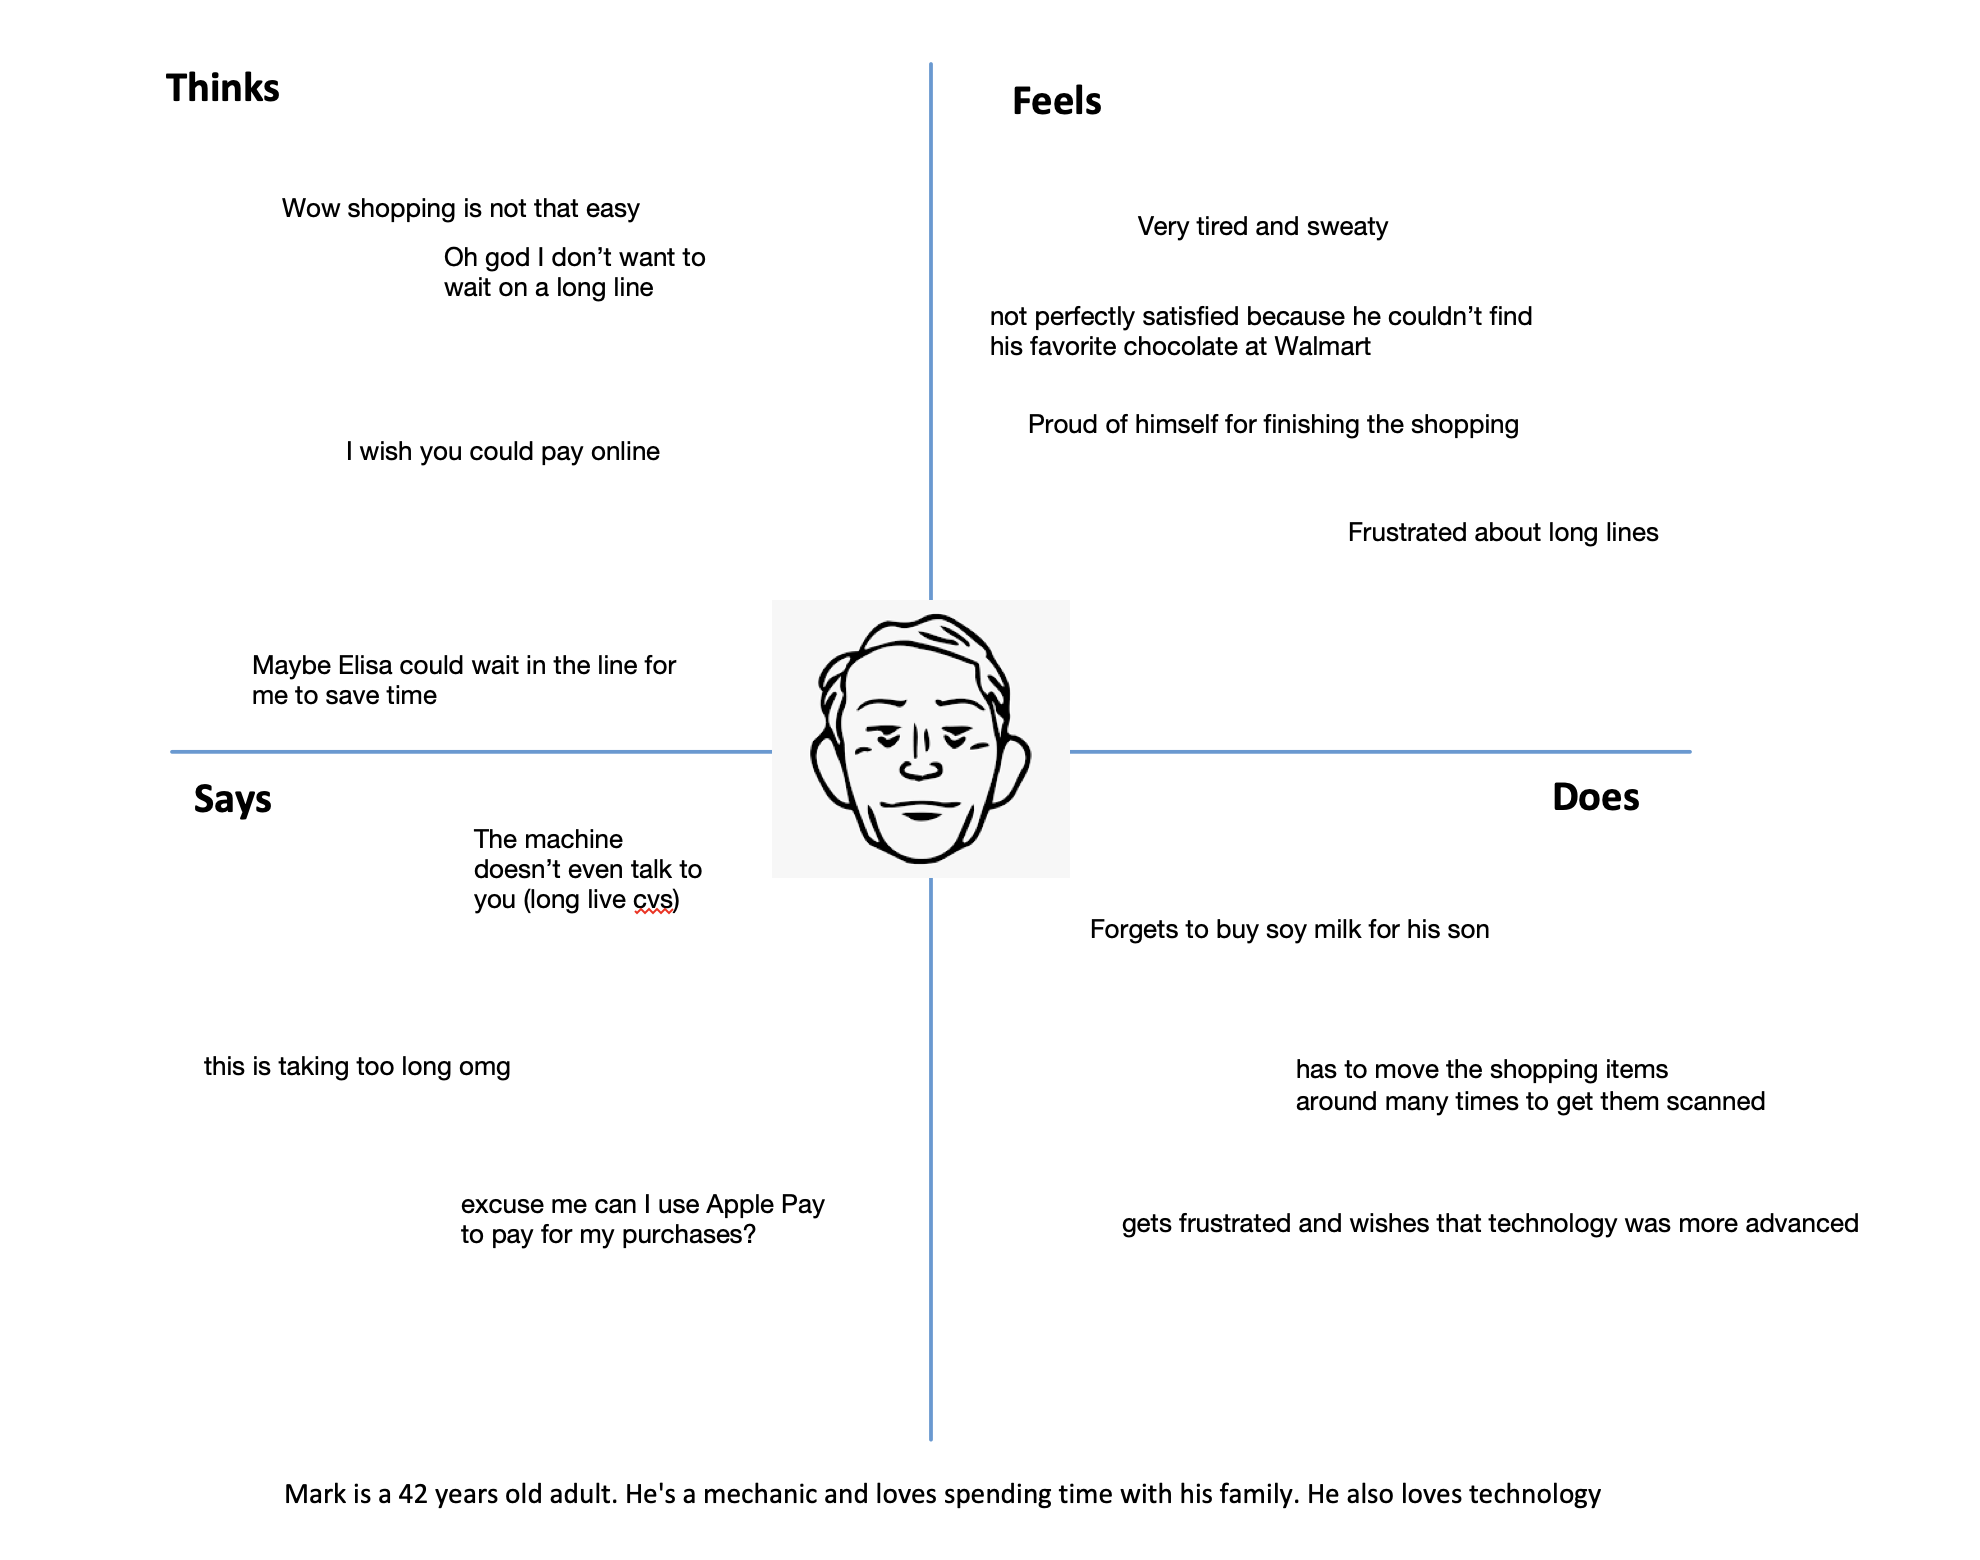 Thinks
Wow shopping is not that easy
Oh god I don’t want to
wait on a long line
I wish you could pay online
Maybe Elisa could wait in the line for
me to save time
Feels
Very tired and sweaty
not perfectly satisfied because he couldn’t find
his favorite chocolate at Walmart
Proud of himself for finishing the shopping
Frustrated about long lines
Says
The machine
doesn’t even talk to
you (long live cvs)
this is taking too long omg
excuse me can I use Apple Pay
to pay for my purchases?
Does
Forgets to buy soy milk for his son
has to move the shopping items
around many times to get them scanned
gets frustrated and wishes that technology was more advanced
Mark is a 42 years old adult. He's a mechanic and loves spending time with his family. He also loves technology